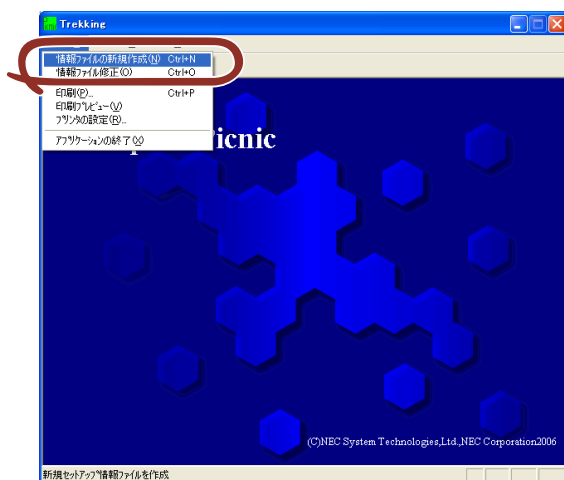 Trekking
情報ファイルの新規作成(N) Ctrl+N
情報ファイル修正(O) Ctrl+O
印刷(P)... Ctrl+P
印刷プレビュー(V)
プリンタの設定(R)...
アプリケーションの終了(X)
icnic
(C)NEC System Technologies,Ltd.,NEC Corporation2006
新規セットアップ情報ファイルを作成